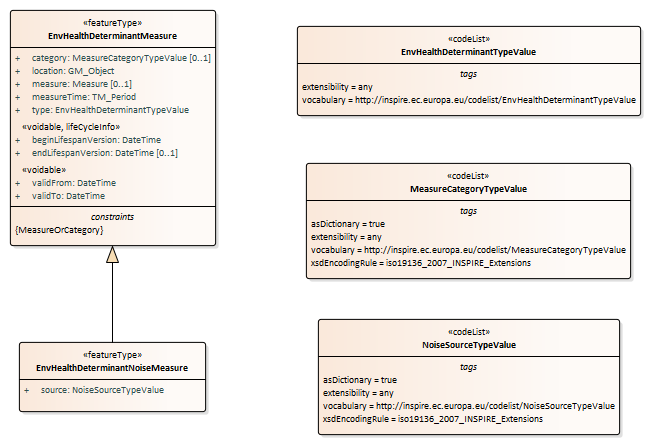 «featureType»
EnvHealthDeterminantMeasure
+ category: MeasureCategoryTypeValue [0..1]
+ location: GM_Object
+ measure: Measure [0..1]
+ measureTime: TM_Period
+ type: EnvHealthDeterminantTypeValue
«voidable, lifeCycleInfo»
+ beginLifespanVersion: DateTime
+ endLifespanVersion: DateTime [0..1]
«voidable»
+ validFrom: DateTime
+ validTo: DateTime
constraints
{MeasureOrCategory}
«featureType»
EnvHealthDeterminantNoiseMeasure
+ source: NoiseSourceTypeValue
«codeList»
EnvHealthDeterminantTypeValue
tags
extensibility = any
vocabulary = http://inspire.ec.europa.eu/codelist/EnvHealthDeterminantTypeValue
«codeList»
MeasureCategoryTypeValue
tags
asDictionary = true
extensibility = any
vocabulary = http://inspire.ec.europa.eu/codelist/MeasureCategoryTypeValue
xsdEncodingRule = iso19136_2007_INSPIRE_Extensions
«codeList»
NoiseSourceTypeValue
tags
asDictionary = true
extensibility = any
vocabulary = http://inspire.ec.europa.eu/codelist/NoiseSourceTypeValue
xsdEncodingRule = iso19136_2007_INSPIRE_Extensions